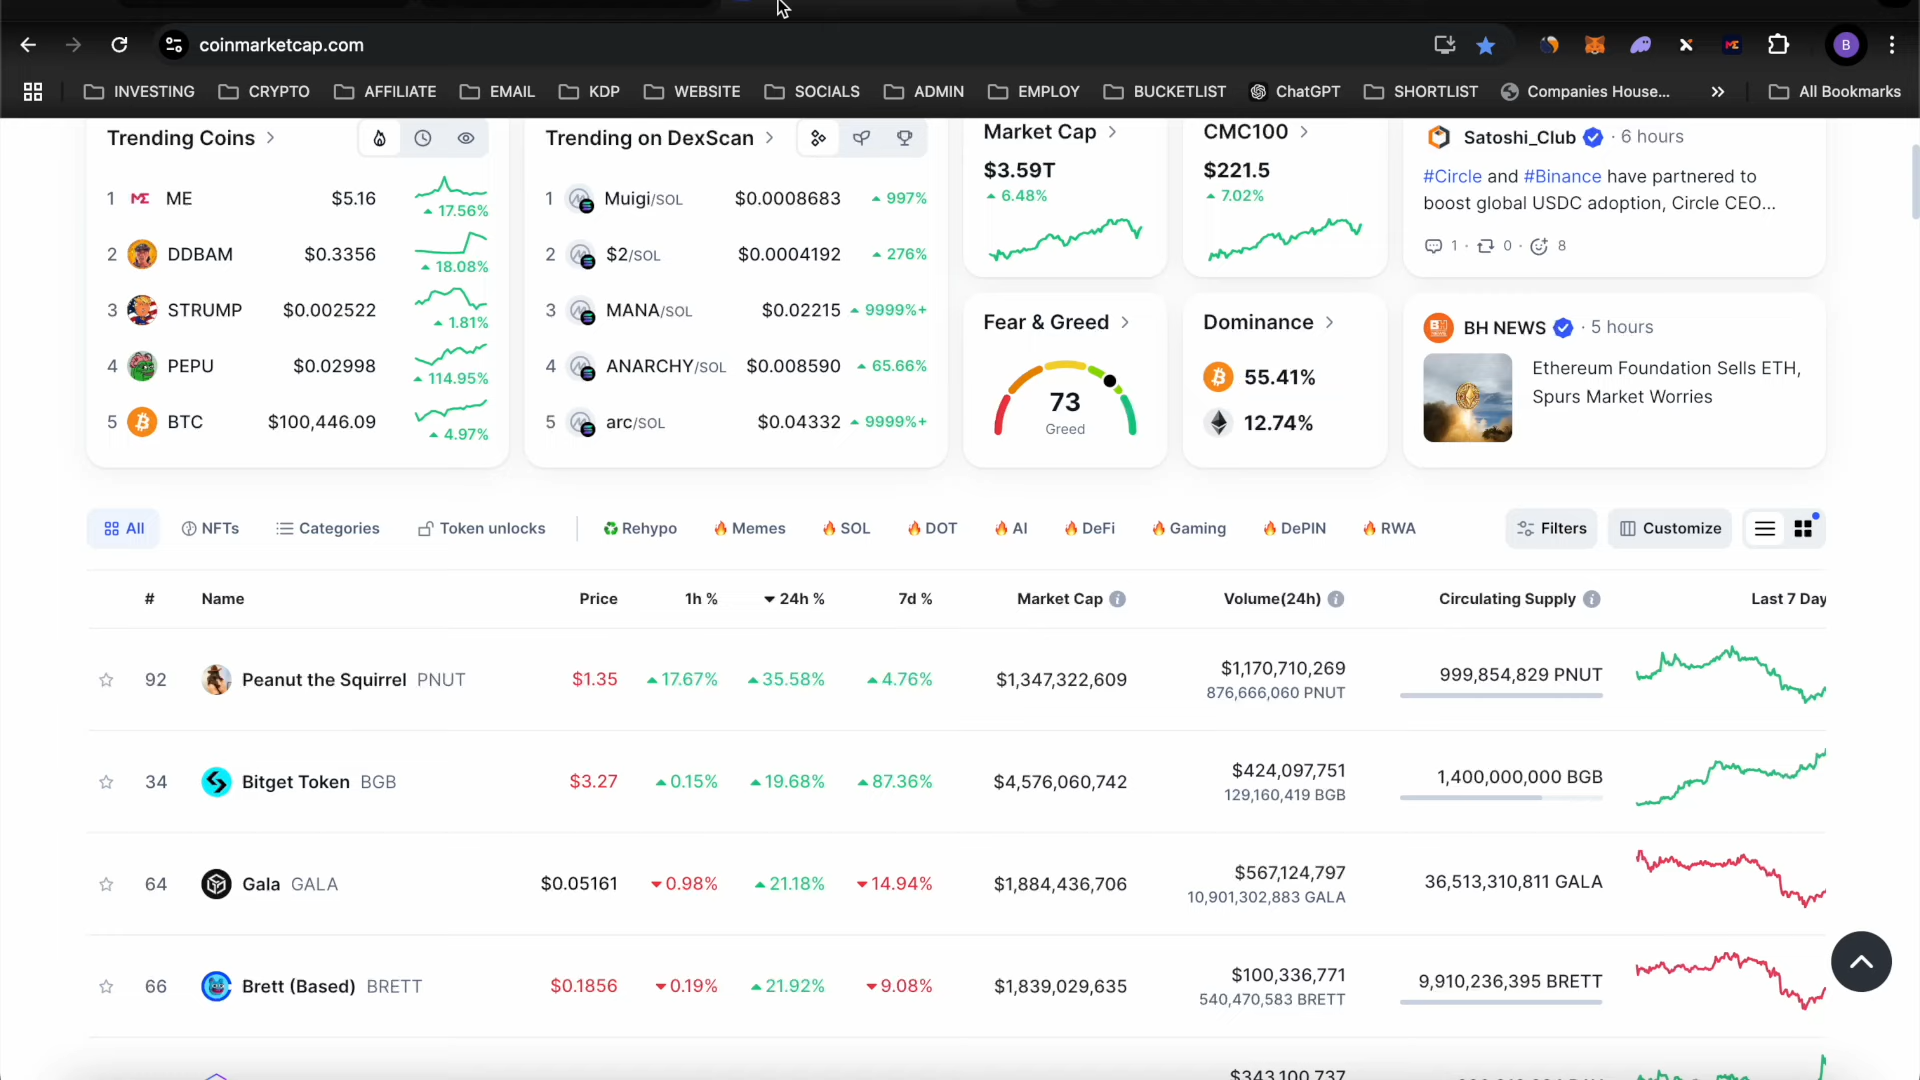 coinmarketcap.com
B
INVESTING CRYPTO AFFILIATE EMAIL KDP WEBSITE SOCIALS ADMIN EMPLOY BUCKETLIST ChatGPT SHORTLIST Companies House... » All Bookmarks
Trending Coins
1 ME $5.16 17.56%
2 DDBAM $0.3356 18.08%
3 STRUMP $0.002522 1.81%
4 PEPU $0.02998 114.95%
5 BTC $100,446.09 4.97%
Trending on DexScan
1 Muigi/SOL $0.0008683 997%
2 $2/SOL $0.0004192 276%
3 MANA/SOL $0.02215 9999%+
4 ANARCHY/SOL $0.008590 65.66%
5 arc/SOL $0.04332 9999%+
Market Cap
$3.59T
6.48%
CMC100
$221.5
7.02%
Fear & Greed
73
Greed
Dominance
55.41%
12.74%
Satoshi_Club · 6 hours
#Circle and #Binance have partnered to
boost global USDC adoption, Circle CEO...
1 · 0 · 8
BH NEWS · 5 hours
Ethereum Foundation Sells ETH,
Spurs Market Worries
All NFTs Categories Token unlocks Rehypo Memes SOL DOT AI DeFi Gaming DePIN RWA Filters Customize
# Name Price 1h % 24h % 7d % Market Cap Volume(24h) Circulating Supply Last 7 Day
92 Peanut the Squirrel PNUT $1.35 17.67% 35.58% 4.76% $1,347,322,609 $1,170,710,269 999,854,829 PNUT
876,666,060 PNUT
34 Bitget Token BGB $3.27 0.15% 19.68% 87.36% $4,576,060,742 $424,097,751 1,400,000,000 BGB
129,160,419 BGB
64 Gala GALA $0.05161 0.98% 21.18% 14.94% $1,884,436,706 $567,124,797 36,513,310,811 GALA
10,901,302,883 GALA
66 Brett (Based) BRETT $0.1856 0.19% 21.92% 9.08% $1,839,029,635 $100,336,771 9,910,236,395 BRETT
540,470,583 BRETT
$343,100,737